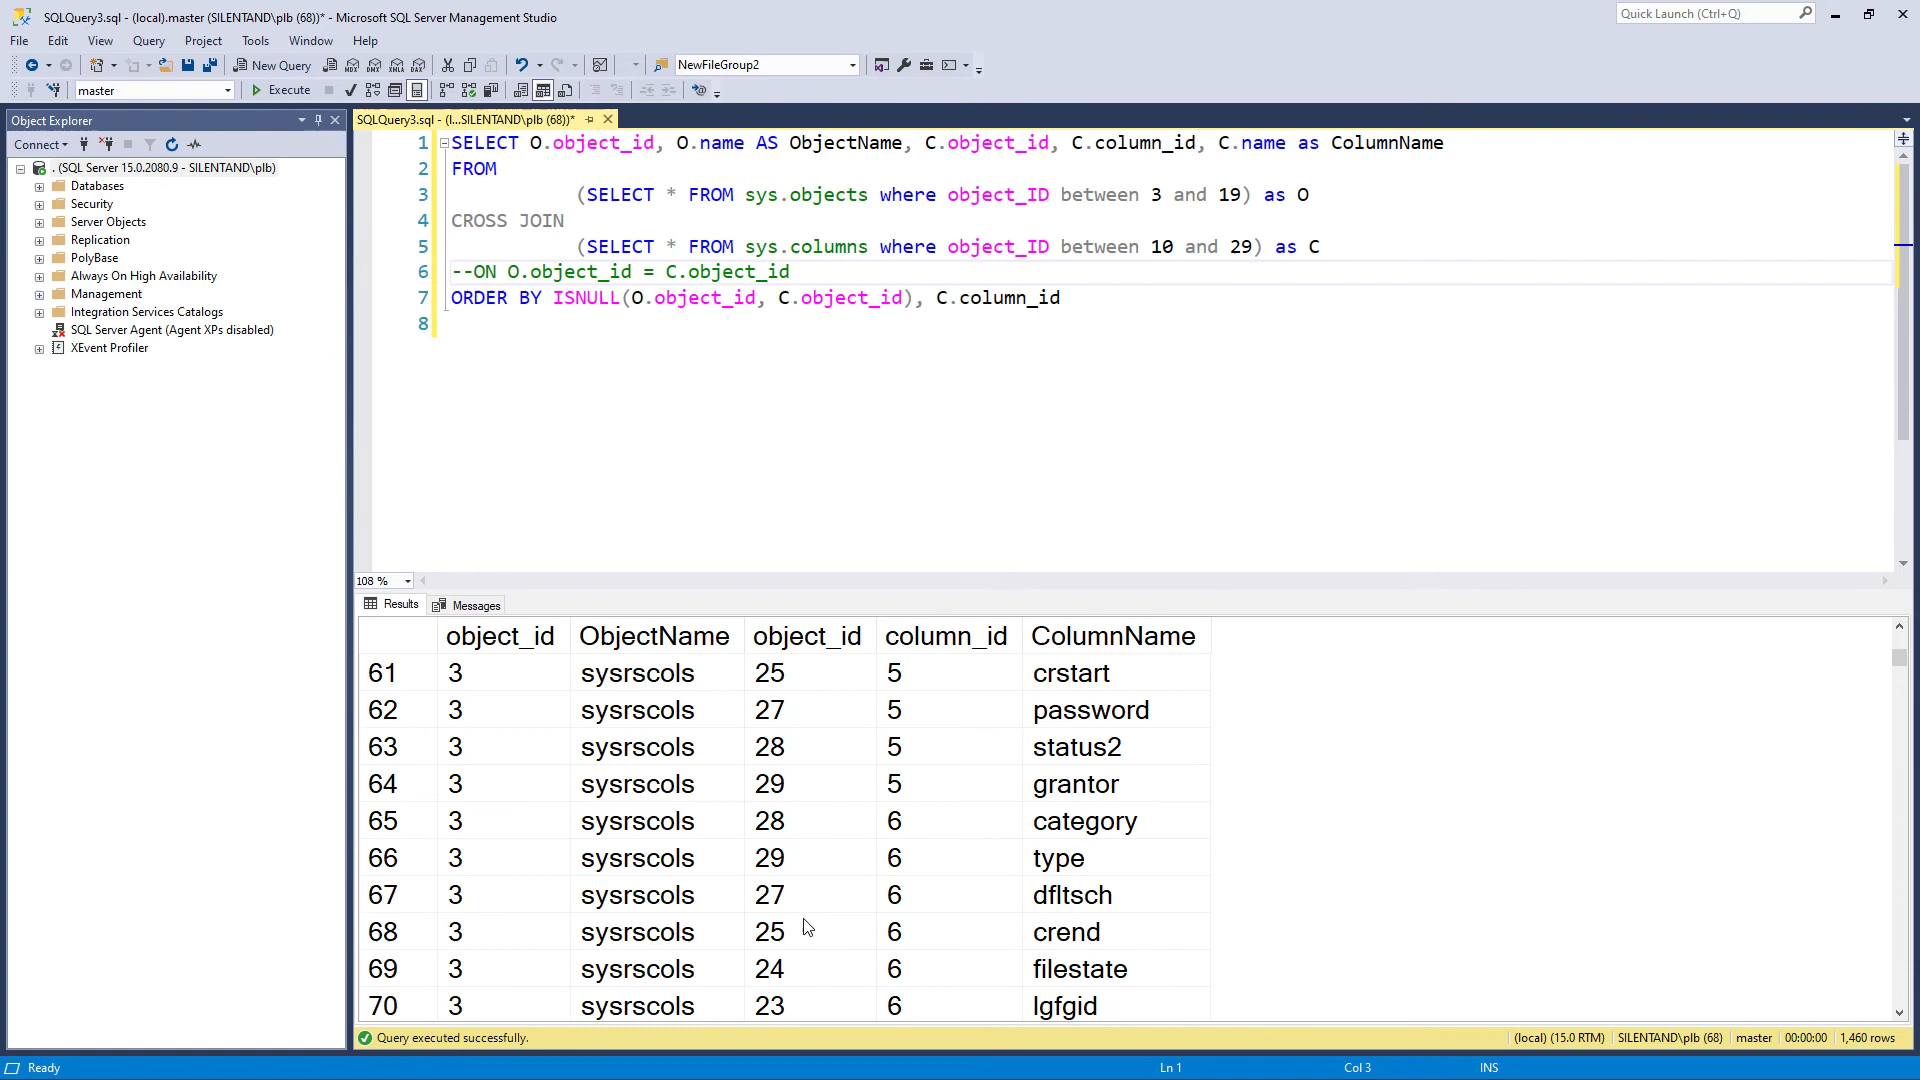 SQLQuery3.sql - (local).master (SILENTAND\plb (68))* - Microsoft SQL Server Management Studio
Quick Launch (Ctrl+Q)
File Edit View Query Project Tools Window Help
New Query
MDX DMX XMLA DAX
NewFileGroup2
master
Execute
Object Explorer
SQLQuery3.sql - (l...SILENTAND\plb (68))*
Connect
. (SQL Server 15.0.2080.9 - SILENTAND\plb)
Databases
Security
Server Objects
Replication
PolyBase
Always On High Availability
Management
Integration Services Catalogs
SQL Server Agent (Agent XPs disabled)
XEvent Profiler
1 SELECT O.object_id, O.name AS ObjectName, C.object_id, C.column_id, C.name as ColumnName
2 FROM
3 (SELECT * FROM sys.objects where object_ID between 3 and 19) as O
4 CROSS JOIN
5 (SELECT * FROM sys.columns where object_ID between 10 and 29) as C
6 --ON O.object_id = C.object_id
7 ORDER BY ISNULL(O.object_id, C.object_id), C.column_id
8
108 %
Results Messages
object_id ObjectName object_id column_id ColumnName
61 3 sysrscols 25 5 crstart
62 3 sysrscols 27 5 password
63 3 sysrscols 28 5 status2
64 3 sysrscols 29 5 grantor
65 3 sysrscols 28 6 category
66 3 sysrscols 29 6 type
67 3 sysrscols 27 6 dfltsch
68 3 sysrscols 25 6 crend
69 3 sysrscols 24 6 filestate
70 3 sysrscols 23 6 lgfgid
Query executed successfully.
(local) (15.0 RTM) SILENTAND\plb (68) master 00:00:00 1,460 rows
Ready
Ln 1 Col 3 INS